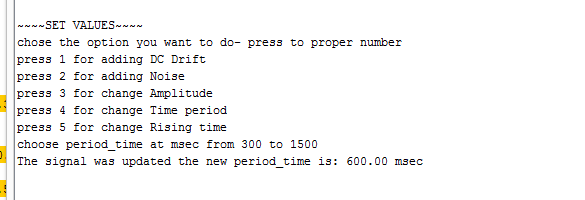 ~~~~SET VALUES~~~~
chose the option you want to do- press to proper number
press 1 for adding DC Drift
press 2 for adding Noise
press 3 for change Amplitude
press 4 for change Time period
press 5 for change Rising time
choose period_time at msec from 300 to 1500
The signal was updated the new period_time is: 600.00 msec